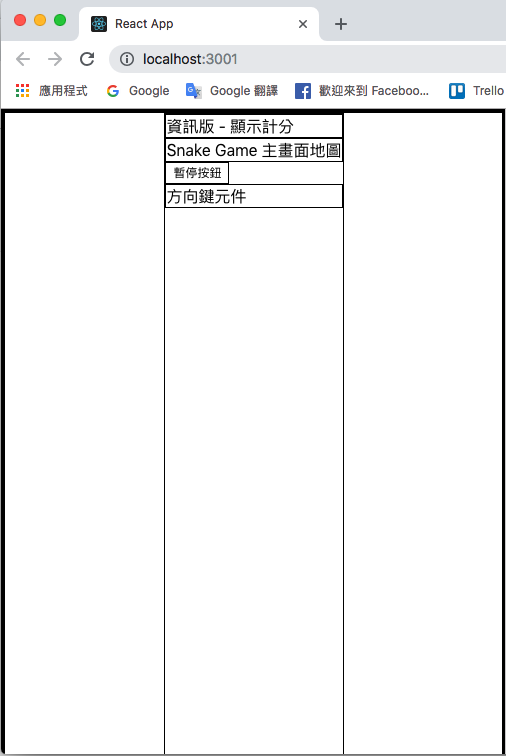 React App
localhost:3001
應用程式 Google Google 翻譯 歡迎來到 Faceboo... Trello
資訊版 - 顯示計分
Snake Game 主畫面地圖
暫停按鈕
方向鍵元件